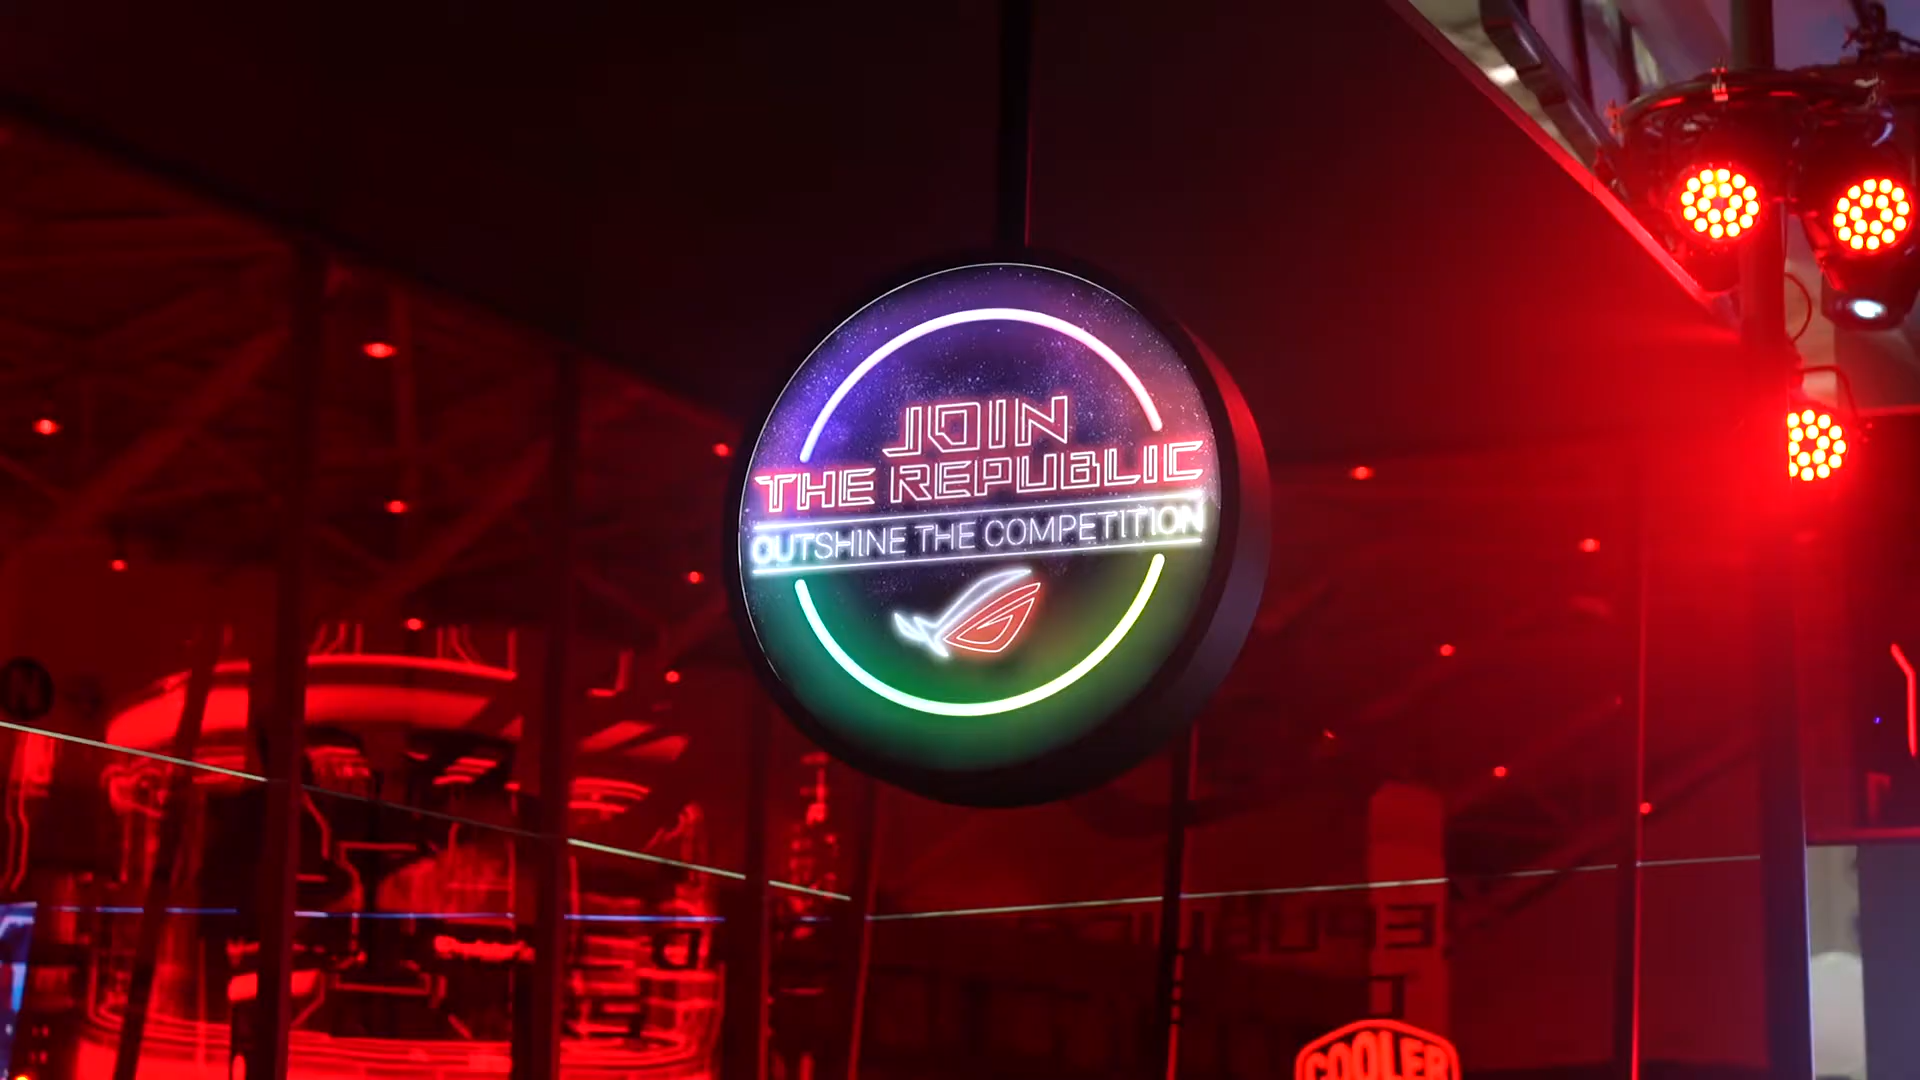 JOIN
THE REPUBLIC
OUTSHINE THE COMPETITION
COOLER